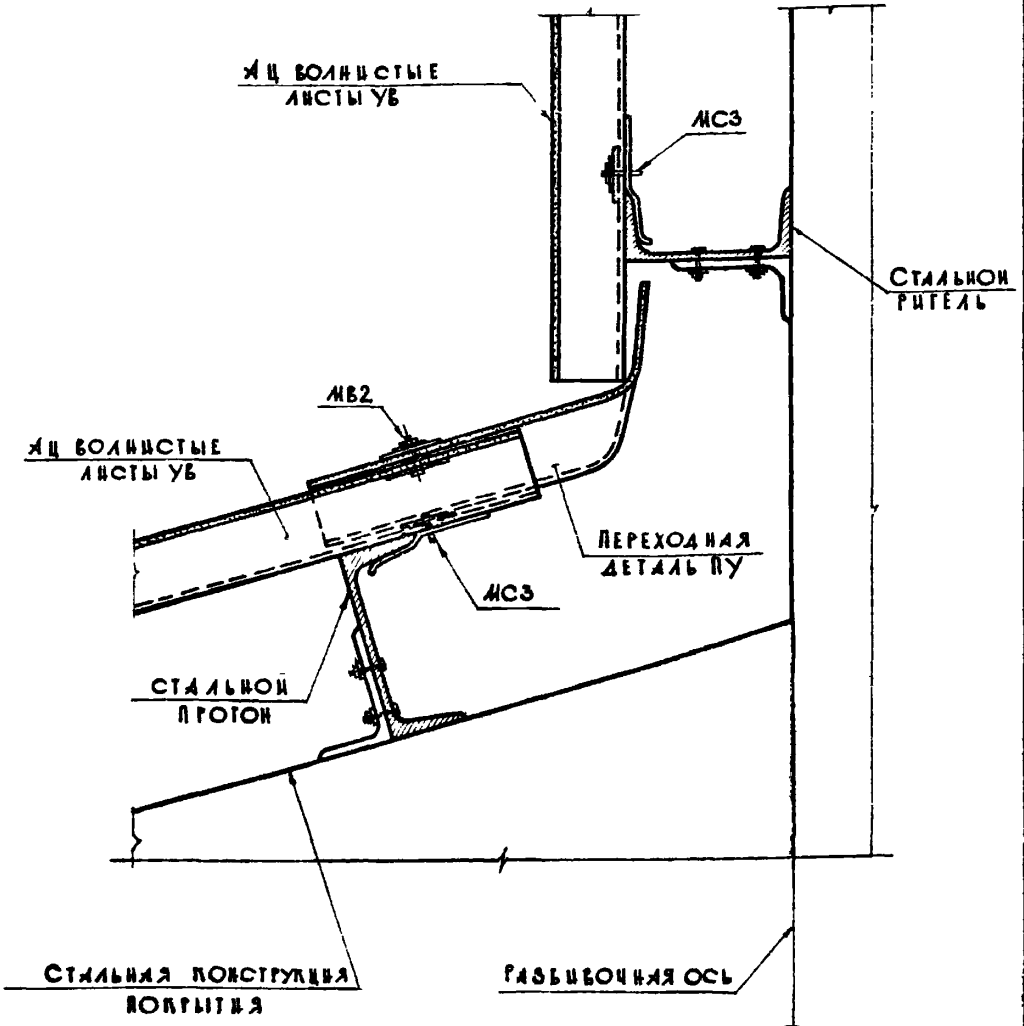 АЦ ВОЛНИСТЫЕ
ЛИСТЫ УВ
МС3
СТАЛЬНОЙ
РИГЕЛЬ
МВ2
АЦ ВОЛНИСТЫЕ
ЛИСТЫ УВ
ПЕРЕХОДНАЯ
ДЕТАЛЬ ПУ
МС3
СТАЛЬНОЙ
ПРОГОН
СТАЛЬНАЯ КОНСТРУКЦИЯ
ПОКРЫТИЯ
РАЗБИВОЧНАЯ ОСЬ